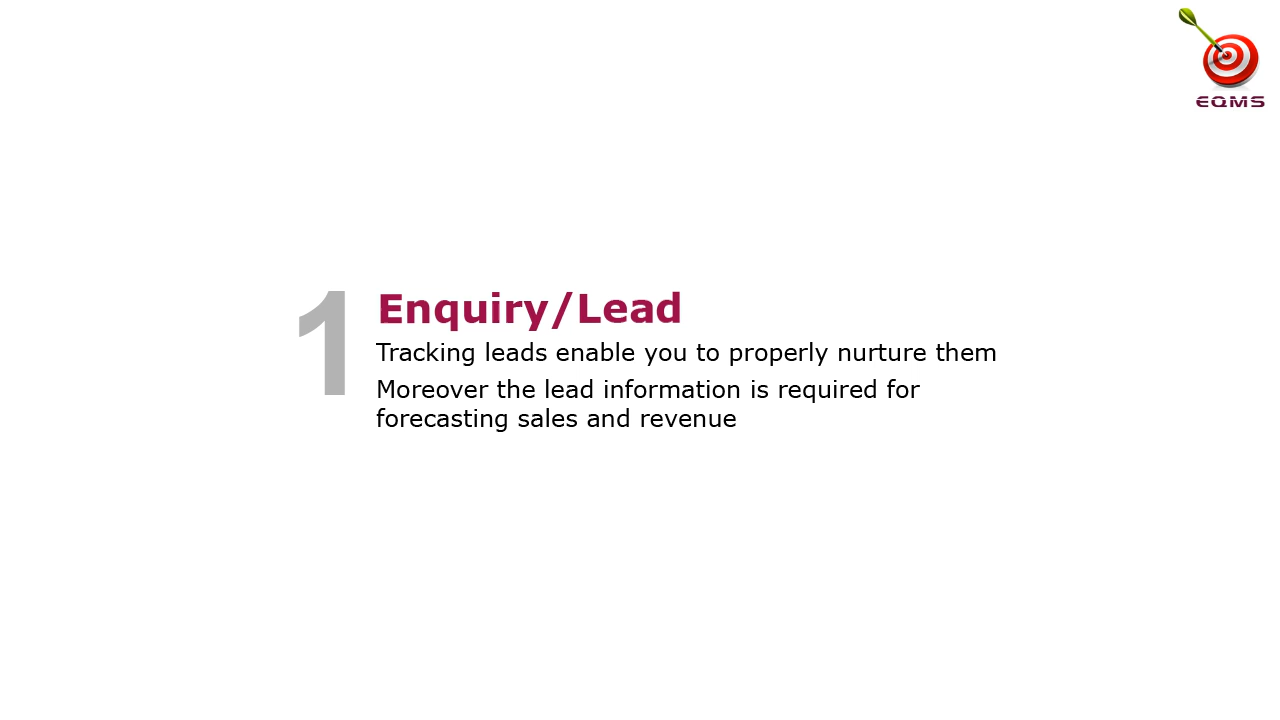 EQMS
1
Enquiry/Lead
Tracking leads enable you to properly nurture them
Moreover the lead information is required for
forecasting sales and revenue